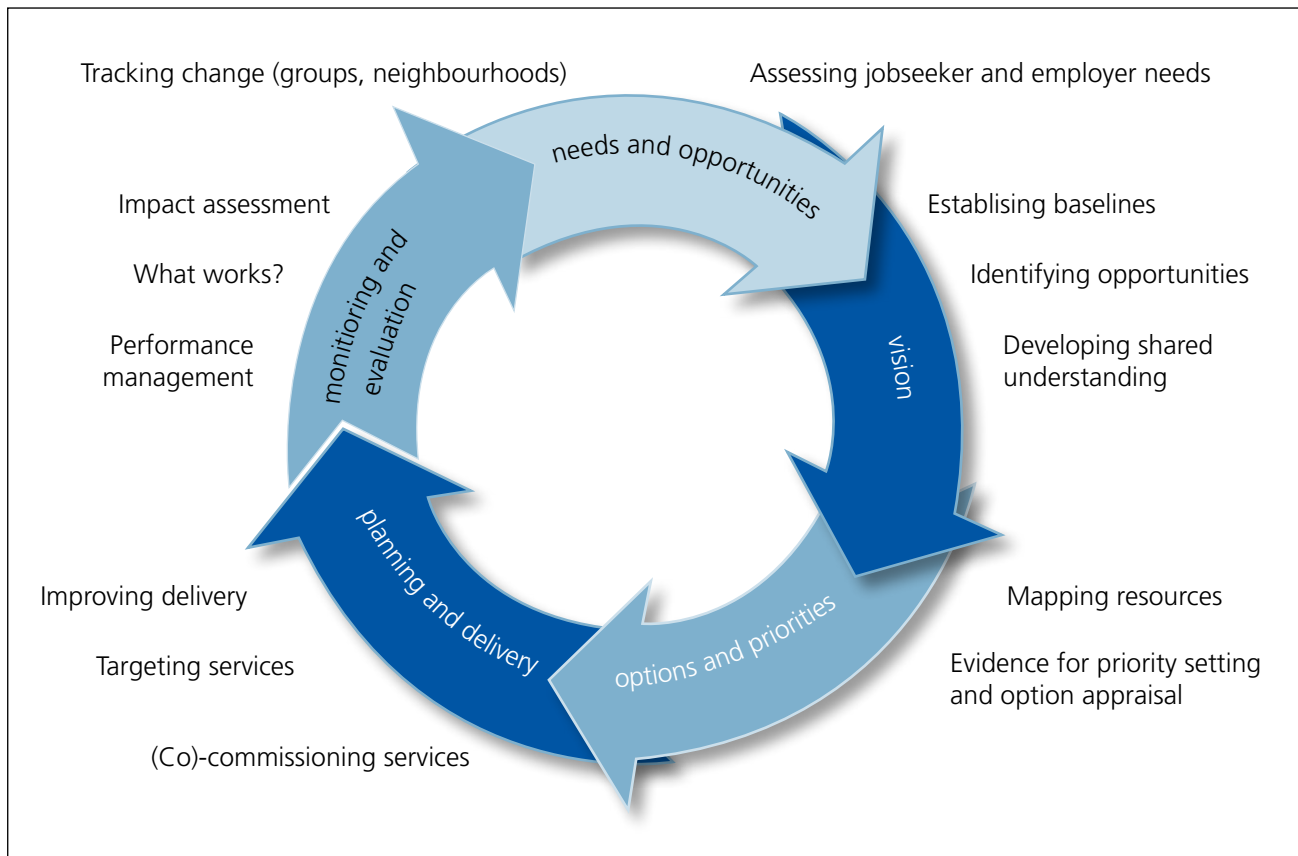 Tracking change (groups, neighbourhoods)
Assessing jobseeker and employer needs
needs and opportunities
Impact assessment
Establising baselines
What works?
Identifying opportunities
monitoring and
evaluation
vision
Performance
management
Developing shared
understanding
planning and delivery
options and priorities
Improving delivery
Mapping resources
Targeting services
Evidence for priority setting
and option appraisal
(Co)-commissioning services